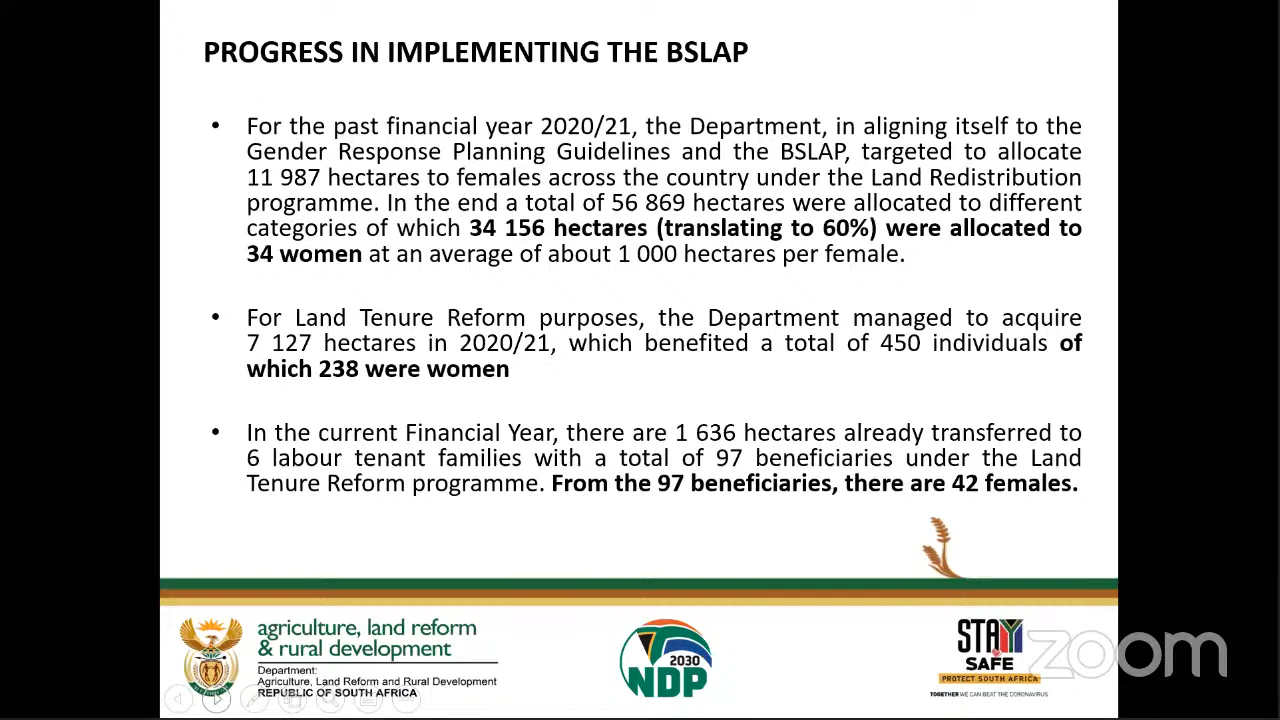 PROGRESS IN IMPLEMENTING THE BSLAP
• For the past financial year 2020/21, the Department, in aligning itself to the
Gender Response Planning Guidelines and the BSLAP, targeted to allocate
11 987 hectares to females across the country under the Land Redistribution
programme. In the end a total of 56 869 hectares were allocated to different
categories of which 34 156 hectares (translating to 60%) were allocated to
34 women at an average of about 1 000 hectares per female.
• For Land Tenure Reform purposes, the Department managed to acquire
7 127 hectares in 2020/21, which benefited a total of 450 individuals of
which 238 were women
• In the current Financial Year, there are 1 636 hectares already transferred to
6 labour tenant families with a total of 97 beneficiaries under the Land
Tenure Reform programme. From the 97 beneficiaries, there are 42 females.
agriculture, land reform
& rural development
Department:
Agriculture, Land Reform and Rural Development
REPUBLIC OF SOUTH AFRICA
2030
NDP
STAY
SAFE
PROTECT SOUTH AFRICA
TOGETHER WE CAN BEAT THE CORONAVIRUS
zoom